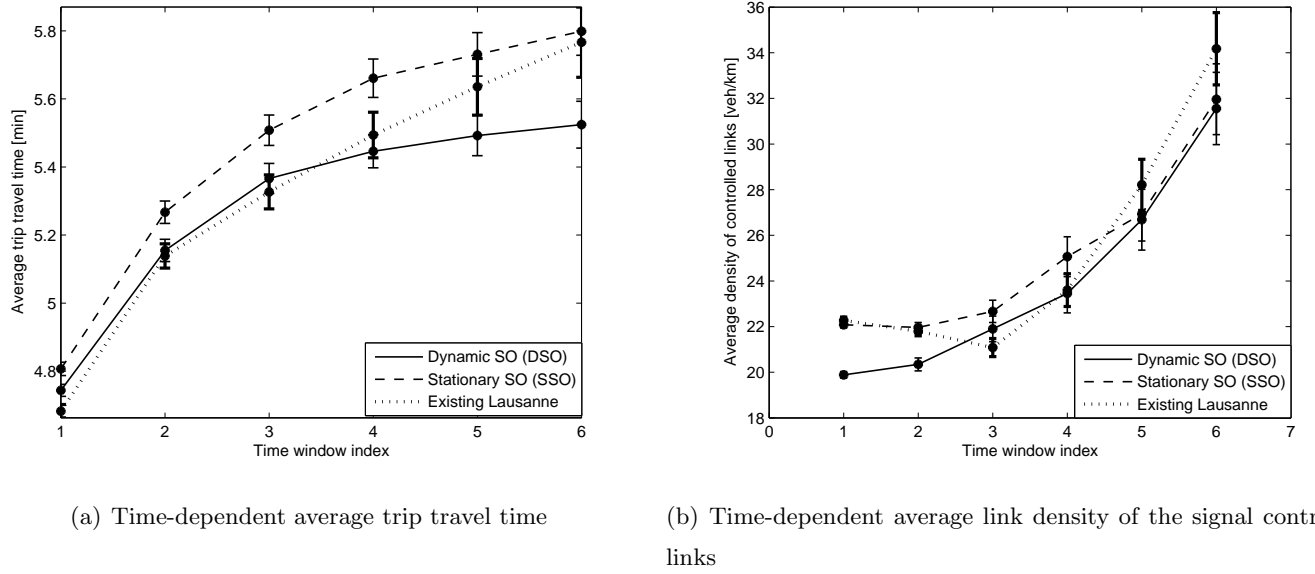 5.8
5.6
5.4
5.2
5
4.8
Average trip travel time [min]
1 2 3 4 5 6
Time window index
Dynamic SO (DSO)
Stationary SO (SSO)
Existing Lausanne
(a) Time-dependent average trip travel time
36
34
32
30
28
26
24
22
20
18
Average density of controlled links [veh/km]
0 1 2 3 4 5 6 7
Time window index
Dynamic SO (DSO)
Stationary SO (SSO)
Existing Lausanne
(b) Time-dependent average link density of the signal contr
links